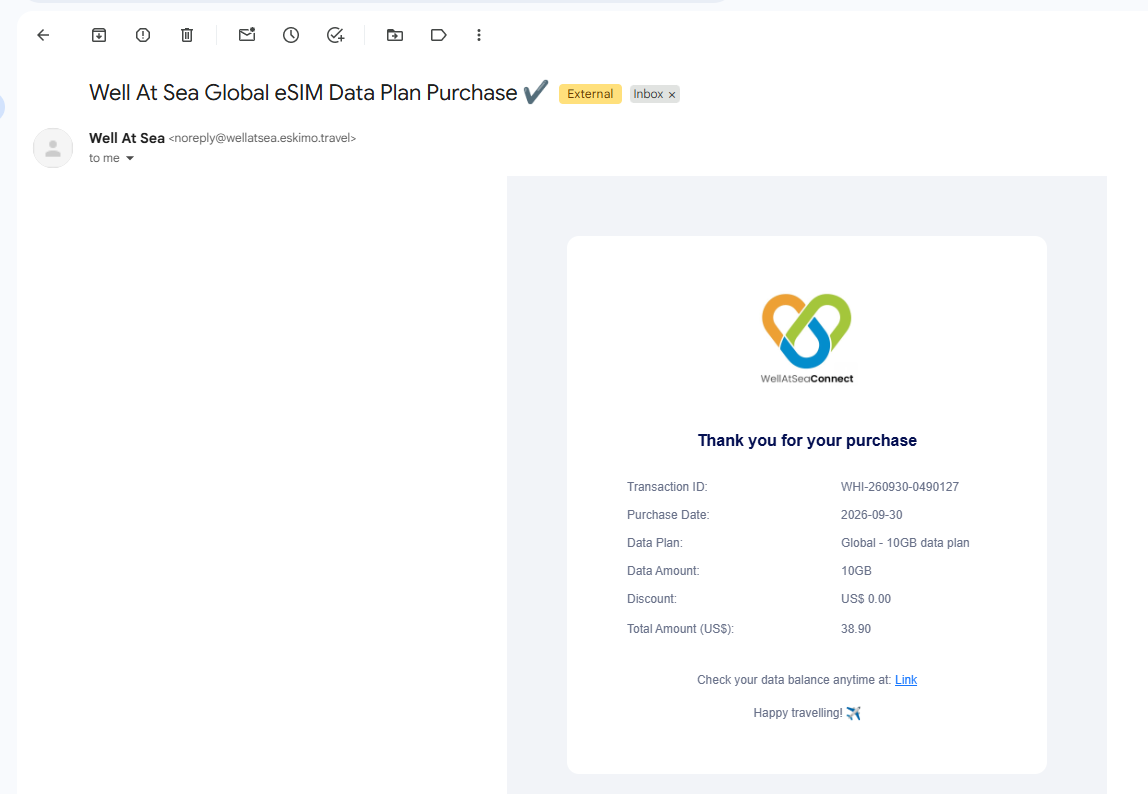 Well At Sea Global eSIM Data Plan Purchase ✔ External Inbox ×
Well At Sea <noreply@wellatsea.eskimo.travel>
to me
WellAtSeaConnect
Thank you for your purchase
Transaction ID: WHI-260930-0490127
Purchase Date: 2026-09-30
Data Plan: Global - 10GB data plan
Data Amount: 10GB
Discount: US$ 0.00
Total Amount (US$): 38.90
Check your data balance anytime at: Link
Happy travelling! ✈️